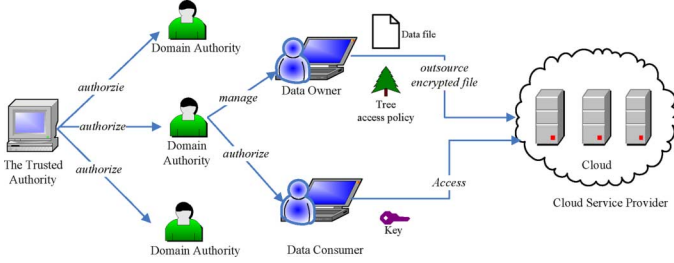 Domain Authority
authorzie
authorize
authorize
The Trusted
Authority
Domain
Authority
Domain Authority
manage
authorize
Data Owner
Data file
Tree
access policy
outsource
encrypted file
Data Consumer
Key
Access
Cloud
Cloud Service Provider